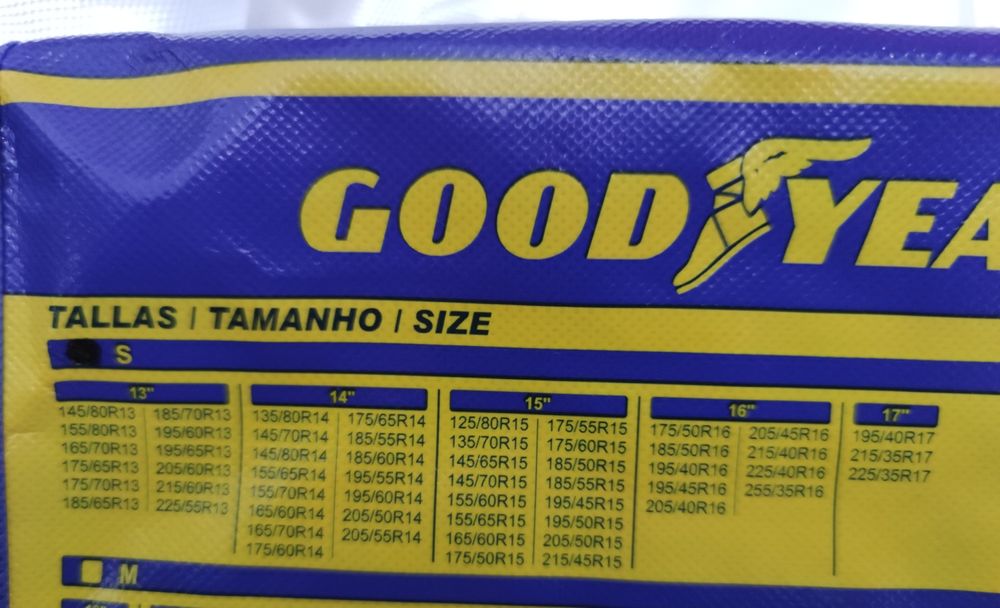 GOODYEA
TALLAS / TAMANHO / SIZE
S
13"
145/80R13 185/70R13
155/80R13 195/60R13
165/70R13 195/65R13
175/65R13 205/60R13
175/70R13 215/60R13
185/65R13 225/55R13
14"
135/80R14 175/65R14
145/70R14 185/55R14
145/80R14 185/60R14
155/65R14 195/55R14
155/70R14 195/60R14
165/60R14 205/50R14
165/70R14 205/55R14
175/60R14
15"
125/80R15 175/55R15
135/70R15 175/60R15
145/65R15 185/50R15
145/70R15 185/55R15
155/60R15 195/45R15
155/65R15 195/50R15
165/60R15 205/50R15
175/50R15 215/45R15
16"
175/50R16 205/45R16
185/50R16 215/40R16
195/40R16 225/40R16
195/45R16 255/35R16
205/40R16
17"
195/40R17
215/35R17
225/35R17
M